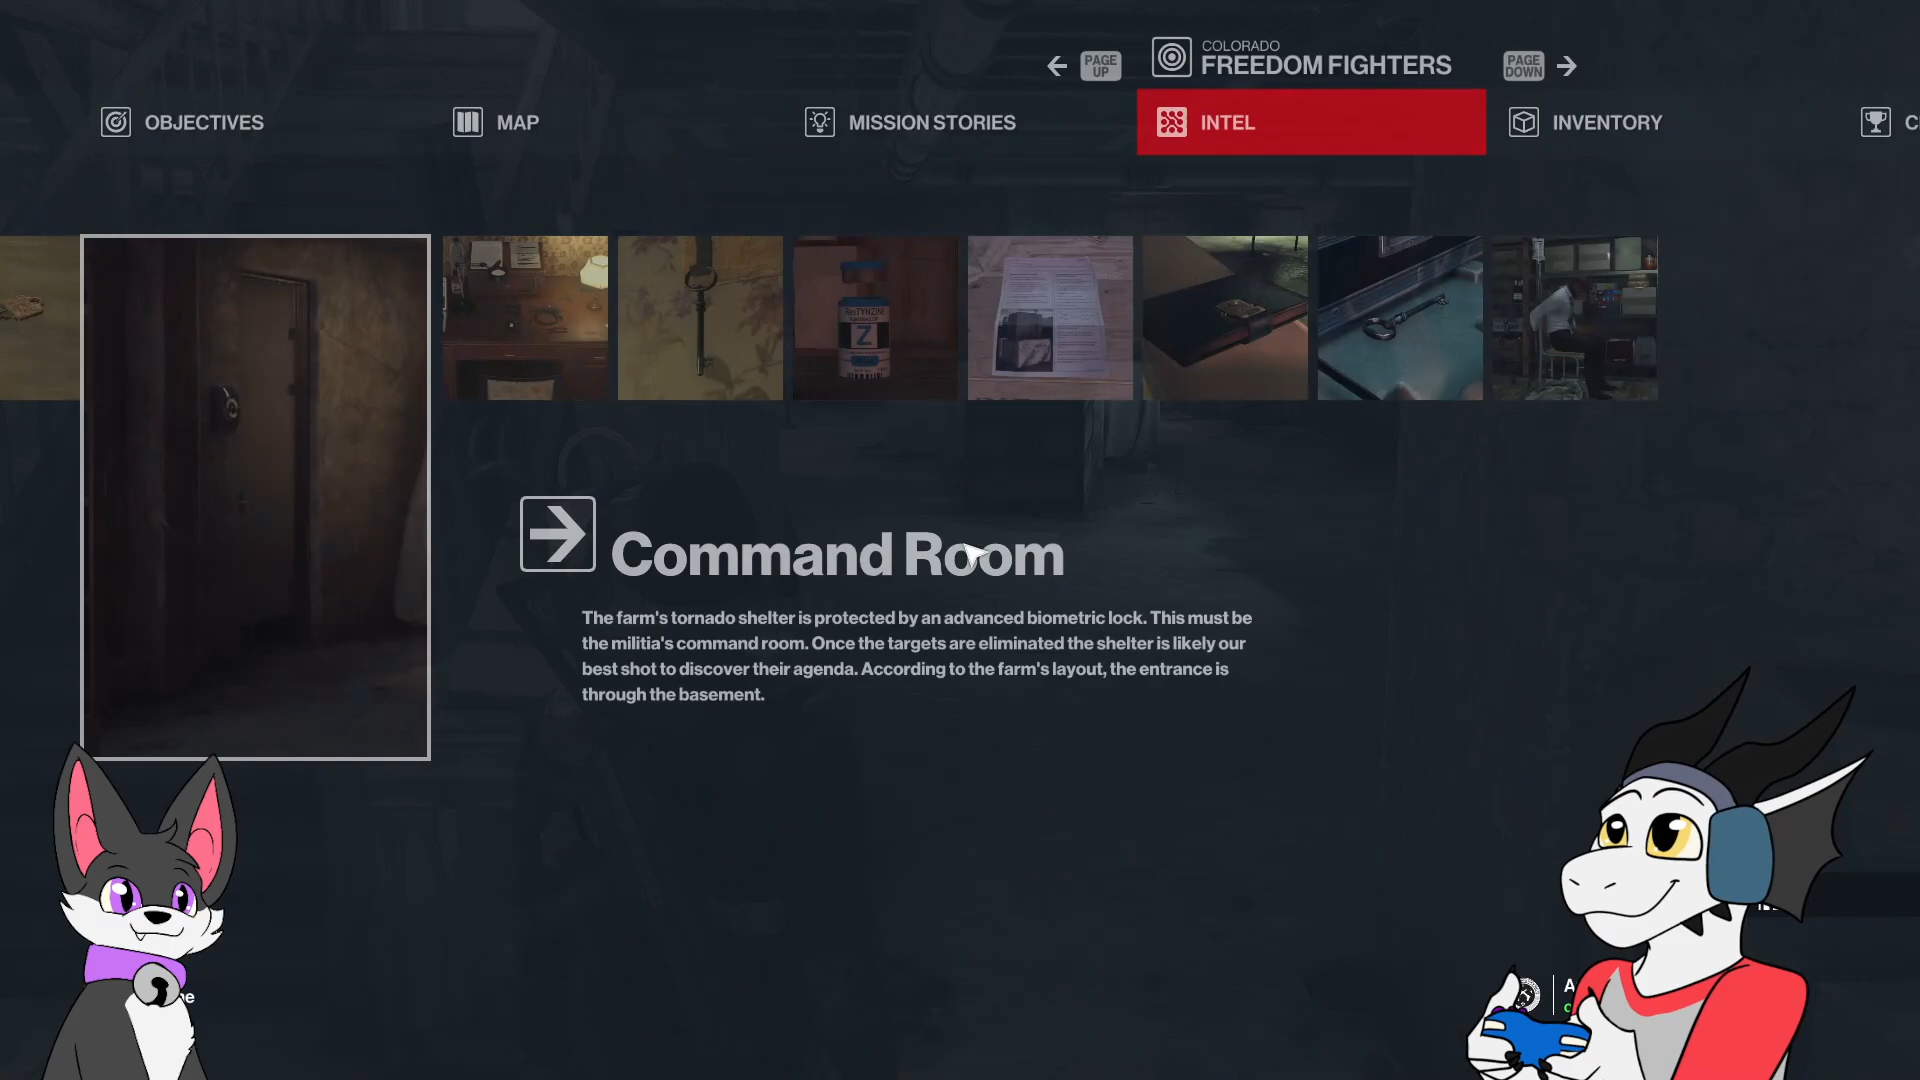 PAGE UP
COLORADO
FREEDOM FIGHTERS
PAGE DOWN
OBJECTIVES
MAP
MISSION STORIES
INTEL
INVENTORY
C
Z
Command Room
The farm's tornado shelter is protected by an advanced biometric lock. This must be
the militia's command room. Once the targets are eliminated the shelter is likely our
best shot to discover their agenda. According to the farm's layout, the entrance is
through the basement.